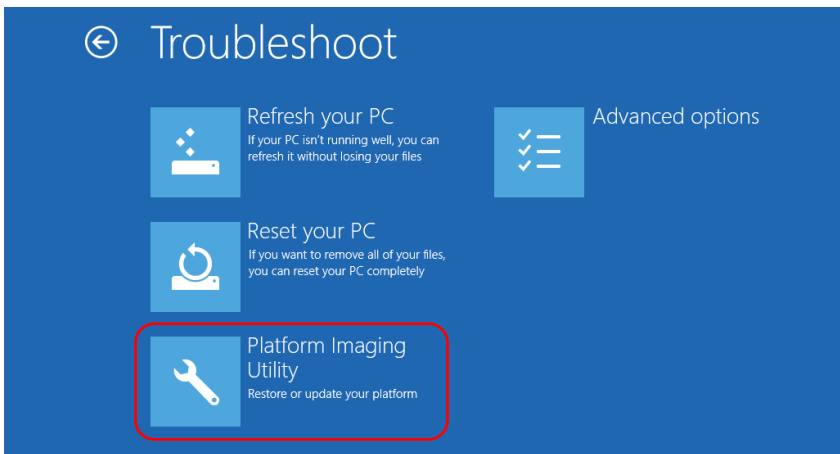 Troubleshoot
Refresh your PC
If your PC isn't running well, you can
refresh it without losing your files
Advanced options
Reset your PC
If you want to remove all of your files,
you can reset your PC completely
Platform Imaging
Utility
Restore or update your platform